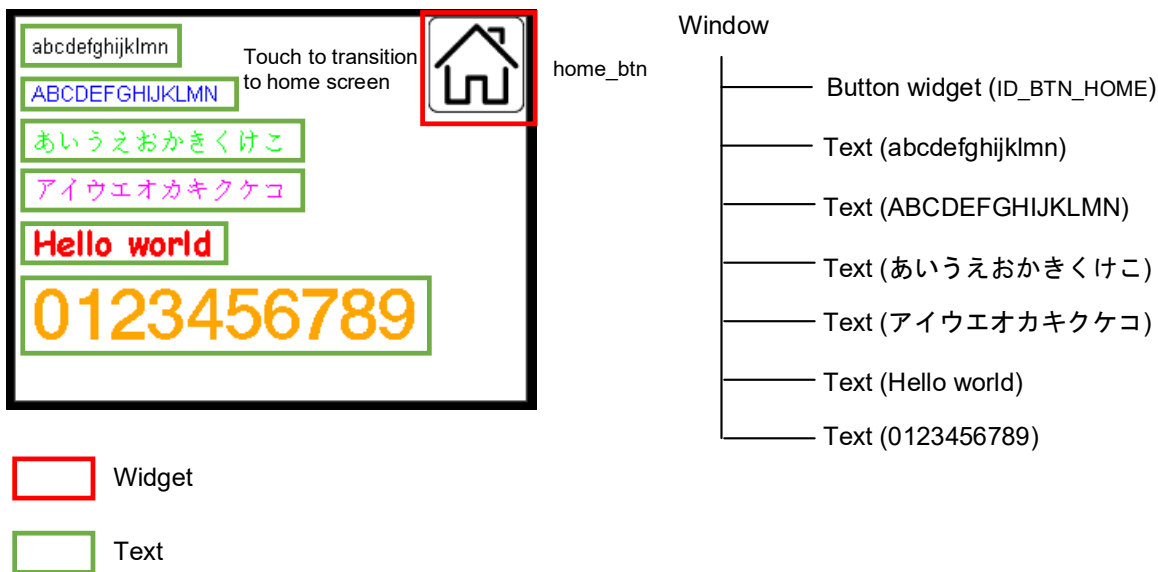 abcdefghijklmn
Touch to transition
to home screen
home_btn
ABCDEFGHIJKLMN
あいうえおかきくけこ
アイウエオカキクケコ
Hello world
0123456789
Widget
Text
Window
Button widget (ID_BTN_HOME)
Text (abcdefghijklmn)
Text (ABCDEFGHIJKLMN)
Text (あいうえおかきくけこ)
Text (アイウエオカキクケコ)
Text (Hello world)
Text (0123456789)